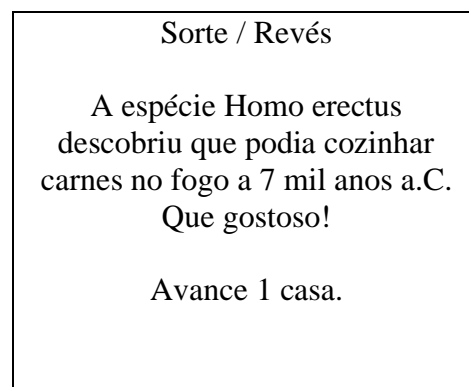 Sorte / Revés
A espécie Homo erectus
descobriu que podia cozinhar
carnes no fogo a 7 mil anos a.C.
Que gostoso!
Avance 1 casa.